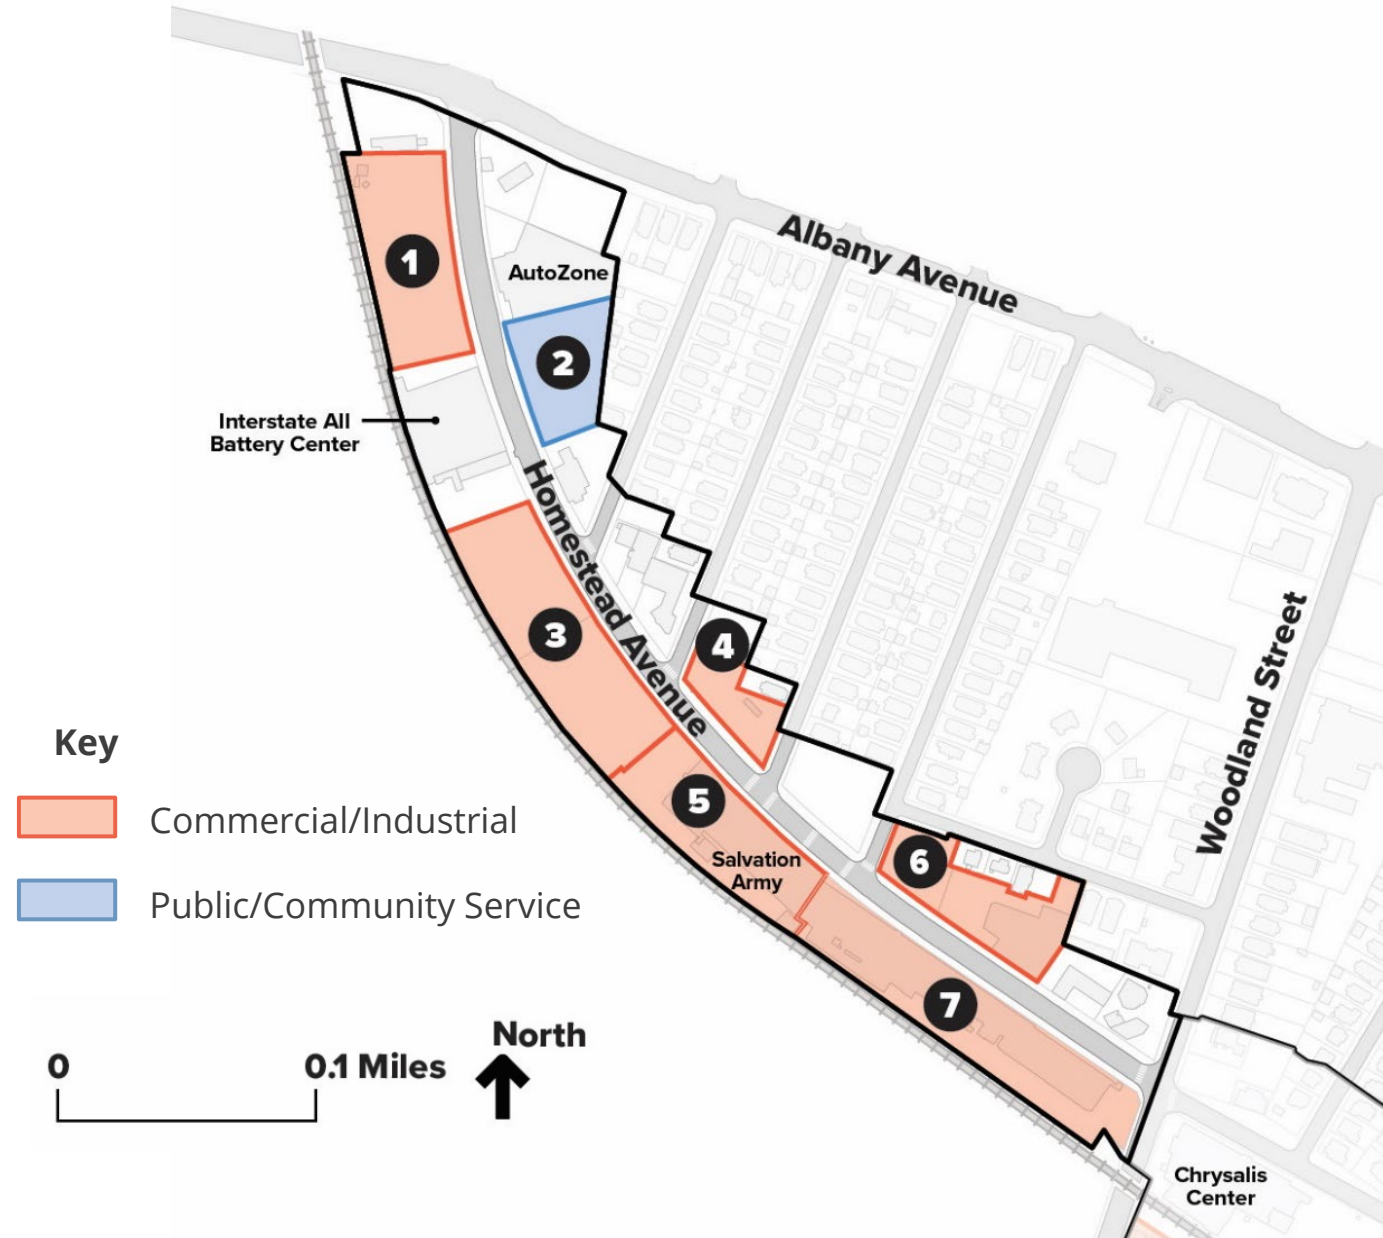 Albany Avenue
1
AutoZone
2
Interstate All
Battery Center
Homestead Avenue
3
4
Woodland Street
Key
Commercial/Industrial
Public/Community Service
5
Salvation
Army
6
7
North
0
0.1 Miles
Chrysalis
Center